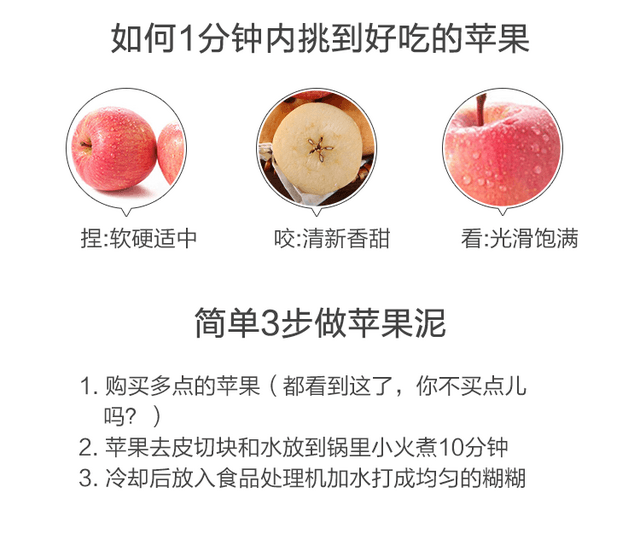 如何1分钟内挑到好吃的苹果
捏:软硬适中
咬:清新香甜
看:光滑饱满
简单3步做苹果泥
1. 购买多点的苹果（都看到这了，你不买点儿
吗？）
2. 苹果去皮切块和水放到锅里小火煮10分钟
3. 冷却后放入食品处理机加水打成均匀的糊糊